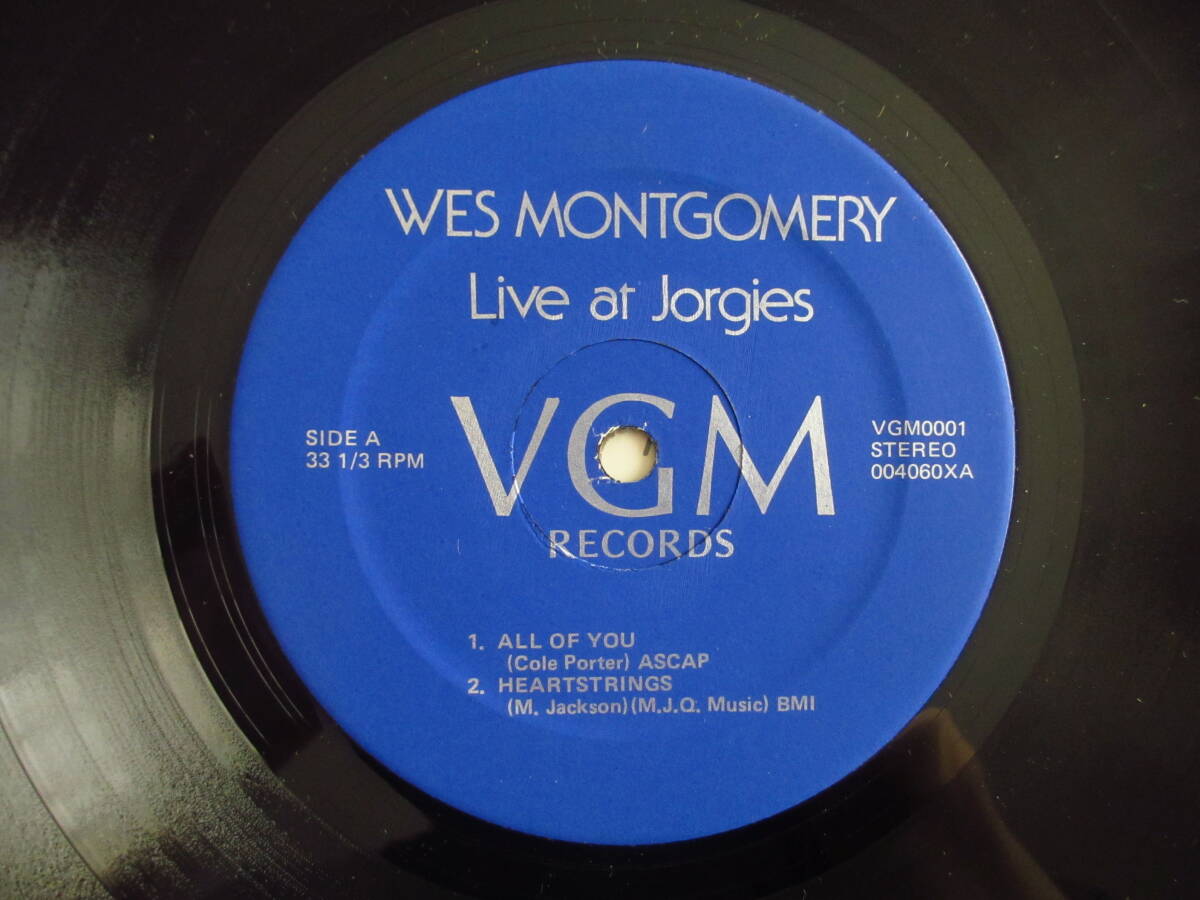 WES MONTGOMERY
Live at Jorgies
SIDE A
33 1/3 RPM
VGM
RECORDS
VGM0001
STEREO
004060XA
1. ALL OF YOU
(Cole Porter) ASCAP
2. HEARTSTRINGS
(M. Jackson) (M.J.Q. Music) BMI